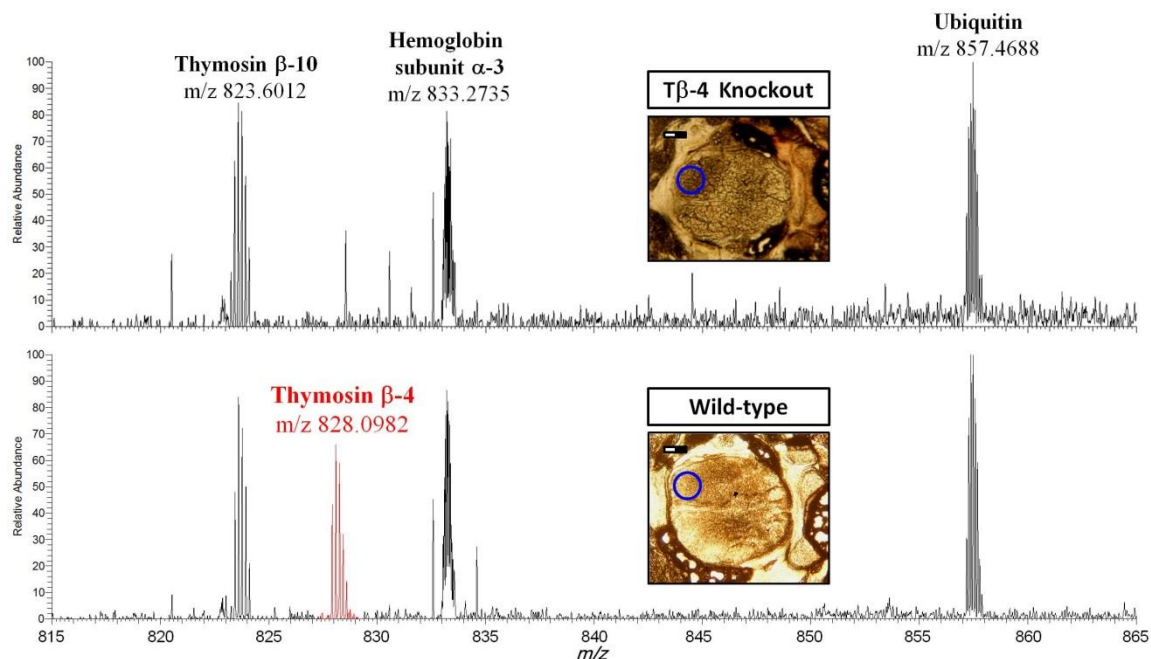 Thymosin β-10
m/z 823.6012
Hemoglobin
subunit α-3
m/z 833.2735
Ubiquitin
m/z 857.4688
Tβ-4 Knockout
Relative Abundance
100
90
80
70
60
50
40
30
20
10
0
Thymosin β-4
m/z 828.0982
Wild-type
Relative Abundance
100
90
80
70
60
50
40
30
20
10
0
815 820 825 830 835 840 845 850 855 860 865
m/z